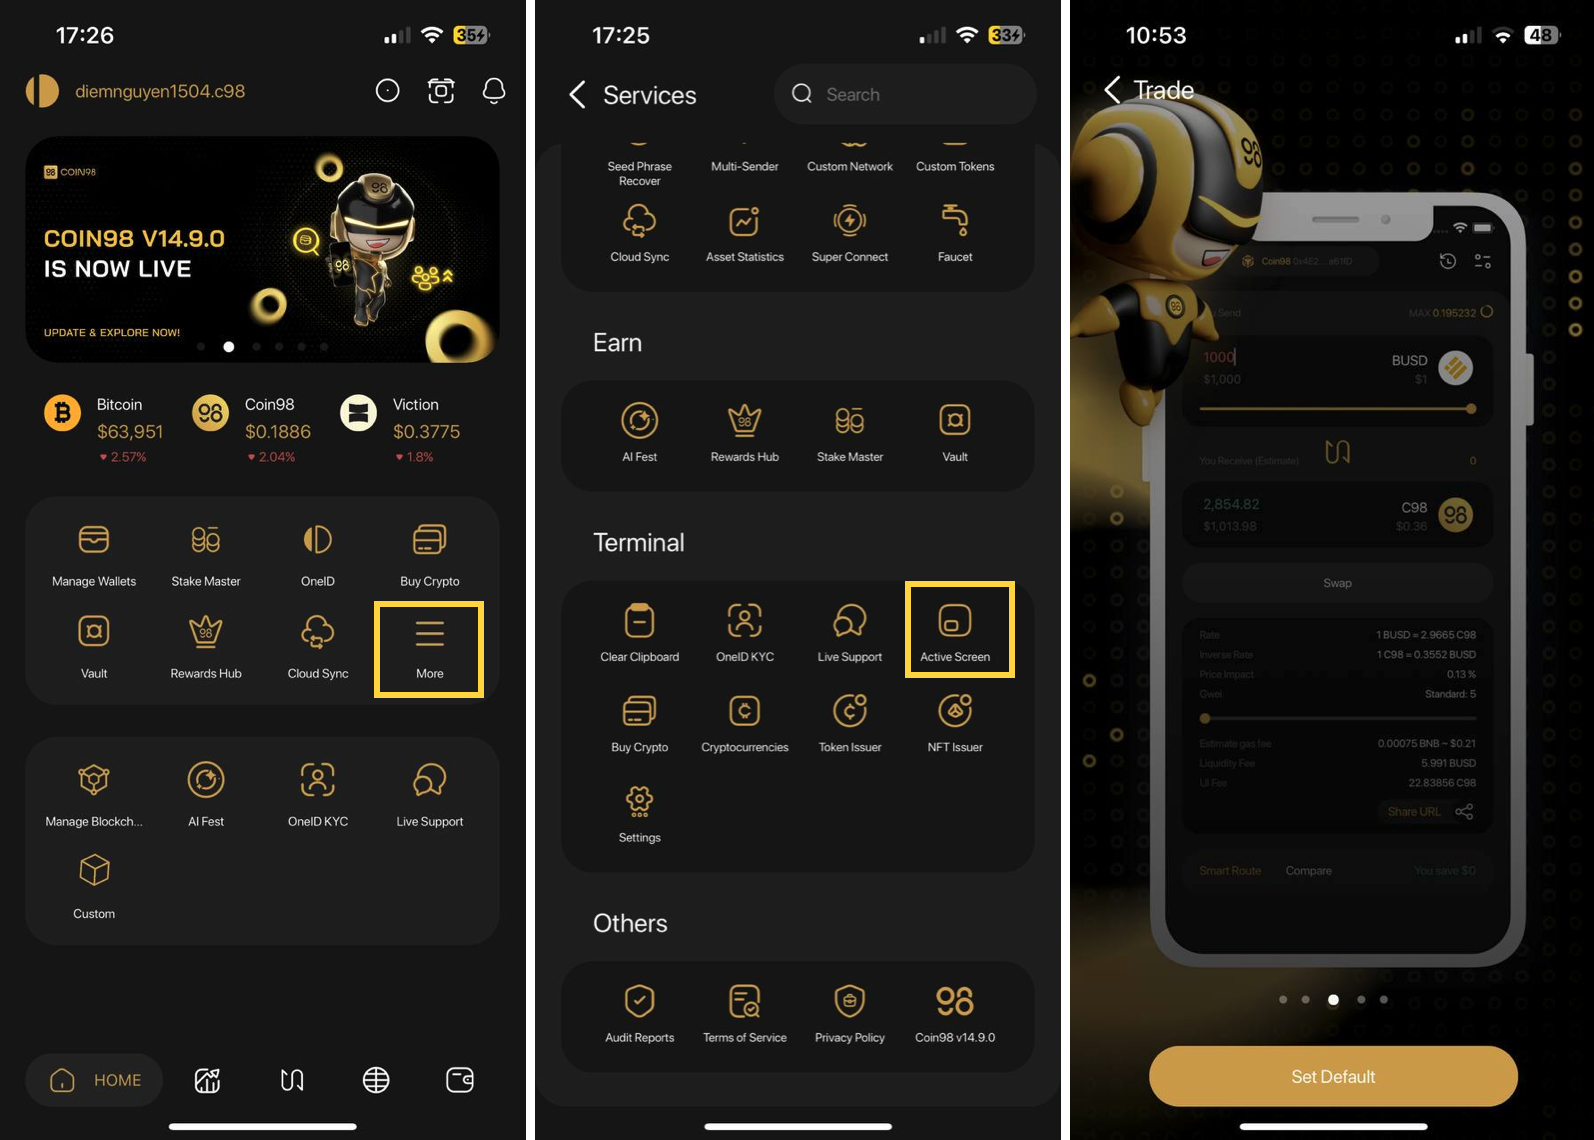 17:26
35
diemnguyen1504.c98
98 COIN98
COIN98 V14.9.0
IS NOW LIVE
UPDATE & EXPLORE NOW!
Bitcoin
$63,951
2.57%
Coin98
$0.1886
2.04%
Viction
$0.3775
1.8%
Manage Wallets
Stake Master
OneID
Buy Crypto
Vault
Rewards Hub
Cloud Sync
More
Manage Blockch...
AI Fest
OneID KYC
Live Support
Custom
HOME
17:25
33
Services
Search
Seed Phrase
Recover
Multi-Sender
Custom Network
Custom Tokens
Cloud Sync
Asset Statistics
Super Connect
Faucet
Earn
AI Fest
Rewards Hub
Stake Master
Vault
Terminal
Clear Clipboard
OneID KYC
Live Support
Active Screen
Buy Crypto
Cryptocurrencies
Token Issuer
NFT Issuer
Settings
Others
Audit Reports
Terms of Service
Privacy Policy
Coin98 v14.9.0
10:53
48
Trade
Coin98
Send
MAX 0.195232
1000
$1,000
BUSD
$1
You Receive (Estimate)
0
2,854.82
$1,013.98
C98
$0.36
Swap
Rate
1 BUSD = 2.9665 C98
Inverse Rate
1 C98 = 0.3552 BUSD
Price Impact
0.13 %
Gwei
Standard: 5
Estimate gas fee
0.00075 BNB ~ $0.21
Liquidity Fee
5.991 BUSD
UI Fee
22.83856 C98
Share URL
Smart Route
Compare
You save $0
Set Default